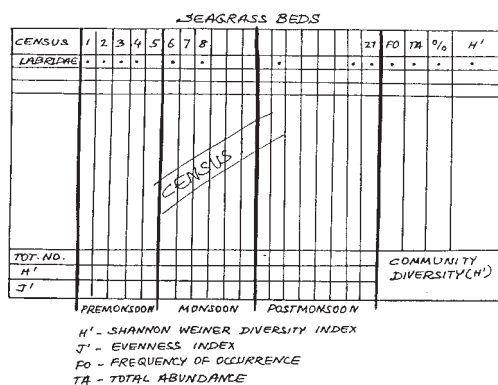 SEAGRASS BEDS
CENSUS 1 2 3 4 5 6 7 8 21 FO TA % H'
LABRIDAE
CENSUS
TOT. NO.
H'
J'
COMMUNITY
DIVERSITY (H')
PREMONSOON MONSOON POSTMONSOON
H' - SHANNON WEINER DIVERSITY INDEX
J' - EVENNESS INDEX
FO - FREQUENCY OF OCCURRENCE
TA - TOTAL ABUNDANCE